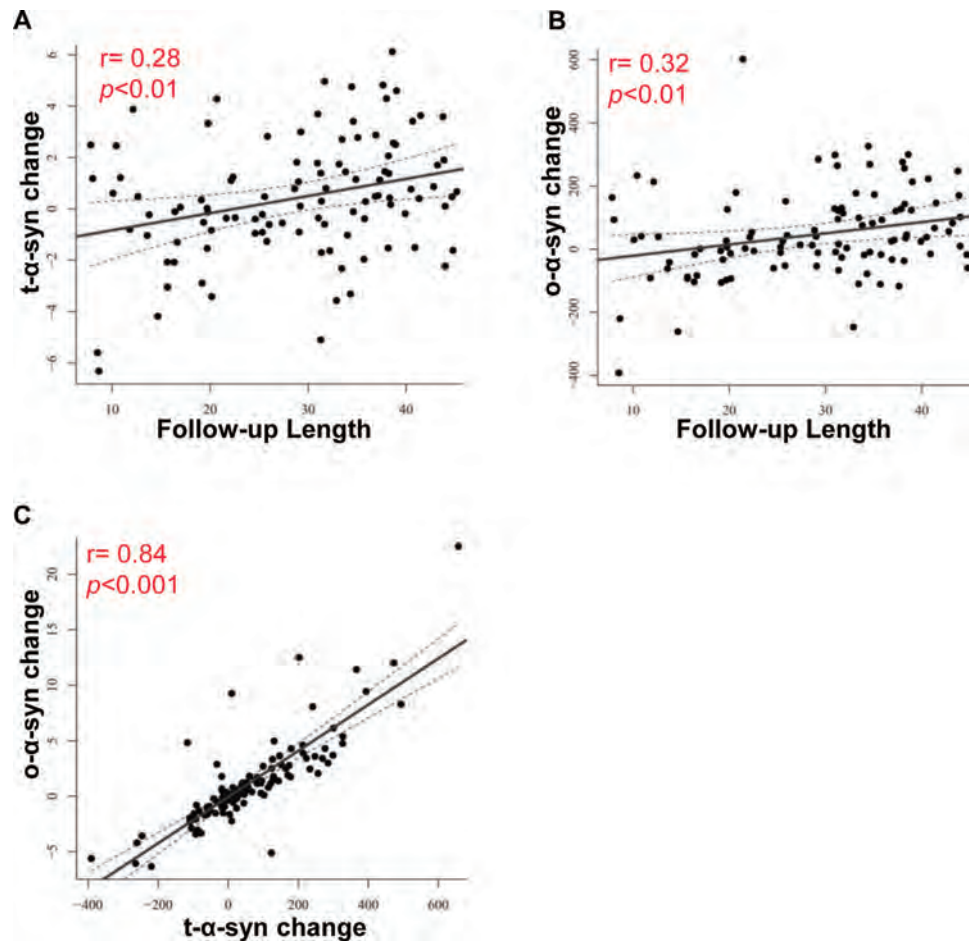 A
r= 0.28
p<0.01
t-α-syn change
6
4
2
0
−2
−4
−6
10
20
30
40
Follow-up Length
B
r= 0.32
p<0.01
o-α-syn change
600
400
200
0
−200
−400
10
20
30
40
Follow-up Length
C
r= 0.84
p<0.001
o-α-syn change
20
15
10
5
0
−5
−400
−200
0
200
400
600
t-α-syn change